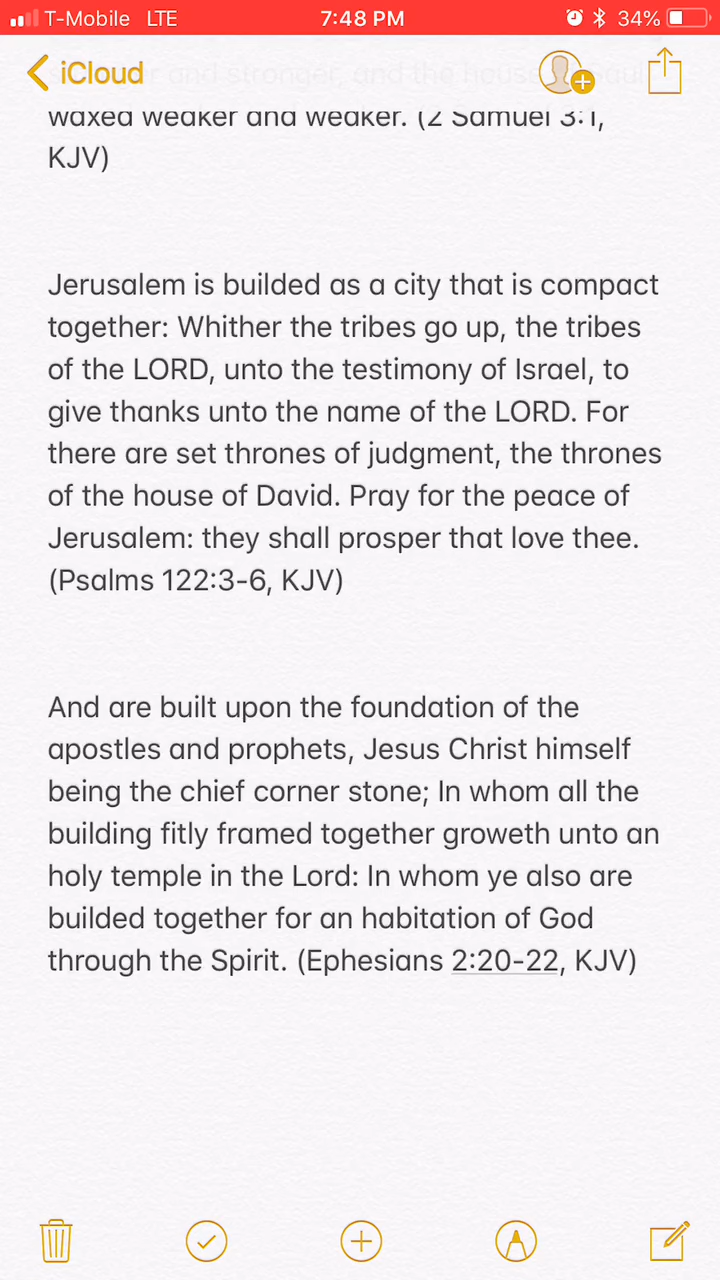 T-Mobile LTE 7:48 PM 34%
iCloud
and stronger, and the house
waxed weaker and weaker. (2 Samuel 3:1,
KJV)
Jerusalem is builded as a city that is compact
together: Whither the tribes go up, the tribes
of the LORD, unto the testimony of Israel, to
give thanks unto the name of the LORD. For
there are set thrones of judgment, the thrones
of the house of David. Pray for the peace of
Jerusalem: they shall prosper that love thee.
(Psalms 122:3-6, KJV)
And are built upon the foundation of the
apostles and prophets, Jesus Christ himself
being the chief corner stone; In whom all the
building fitly framed together groweth unto an
holy temple in the Lord: In whom ye also are
builded together for an habitation of God
through the Spirit. (Ephesians 2:20-22, KJV)